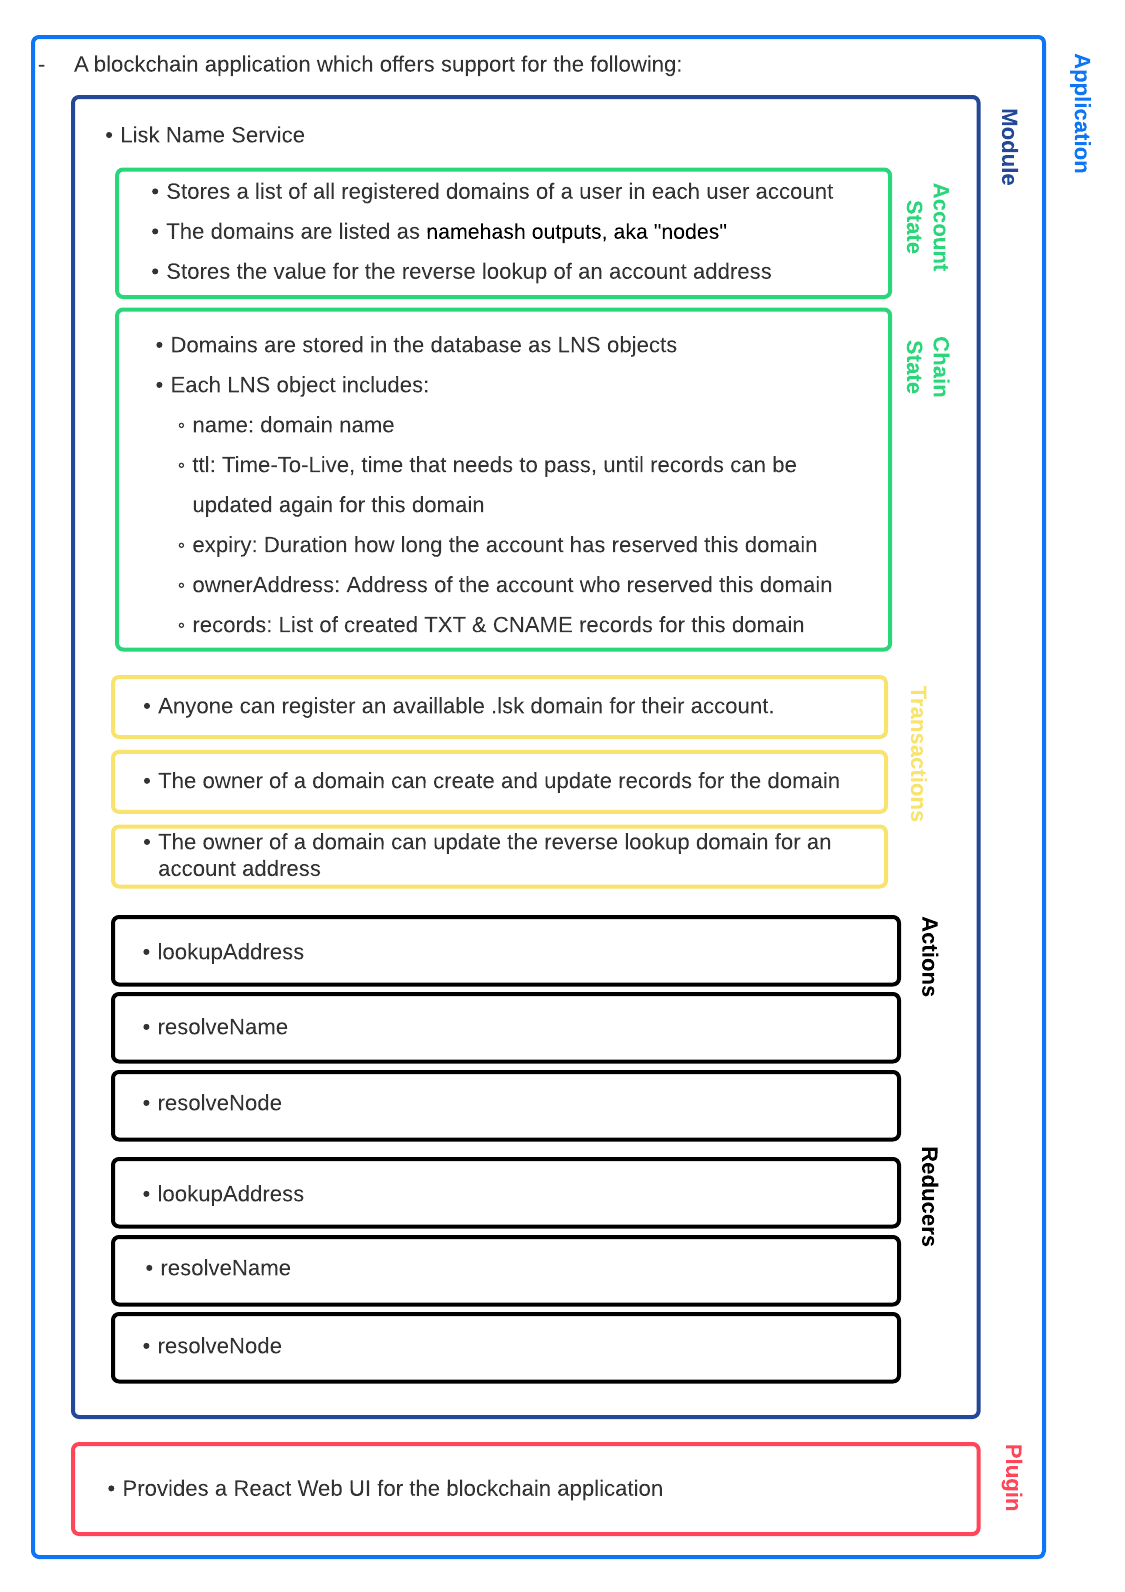 Application
- A blockchain application which offers support for the following:
Module
• Lisk Name Service
Account
State
• Stores a list of all registered domains of a user in each user account
• The domains are listed as namehash outputs, aka "nodes"
• Stores the value for the reverse lookup of an account address
Chain
State
• Domains are stored in the database as LNS objects
• Each LNS object includes:
◦ name: domain name
◦ ttl: Time-To-Live, time that needs to pass, until records can be
updated again for this domain
◦ expiry: Duration how long the account has reserved this domain
◦ ownerAddress: Address of the account who reserved this domain
◦ records: List of created TXT & CNAME records for this domain
Transactions
• Anyone can register an availlable .lsk domain for their account.
• The owner of a domain can create and update records for the domain
• The owner of a domain can update the reverse lookup domain for an
account address
Actions
• lookupAddress
• resolveName
• resolveNode
Reducers
• lookupAddress
• resolveName
• resolveNode
Plugin
• Provides a React Web UI for the blockchain application